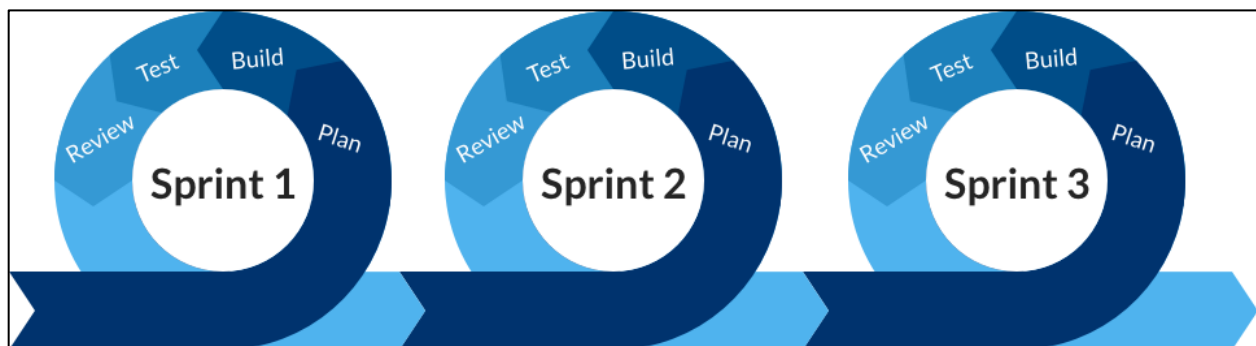 Test
Build
Review
Plan
Sprint 1
Test
Build
Review
Plan
Sprint 2
Test
Build
Review
Plan
Sprint 3